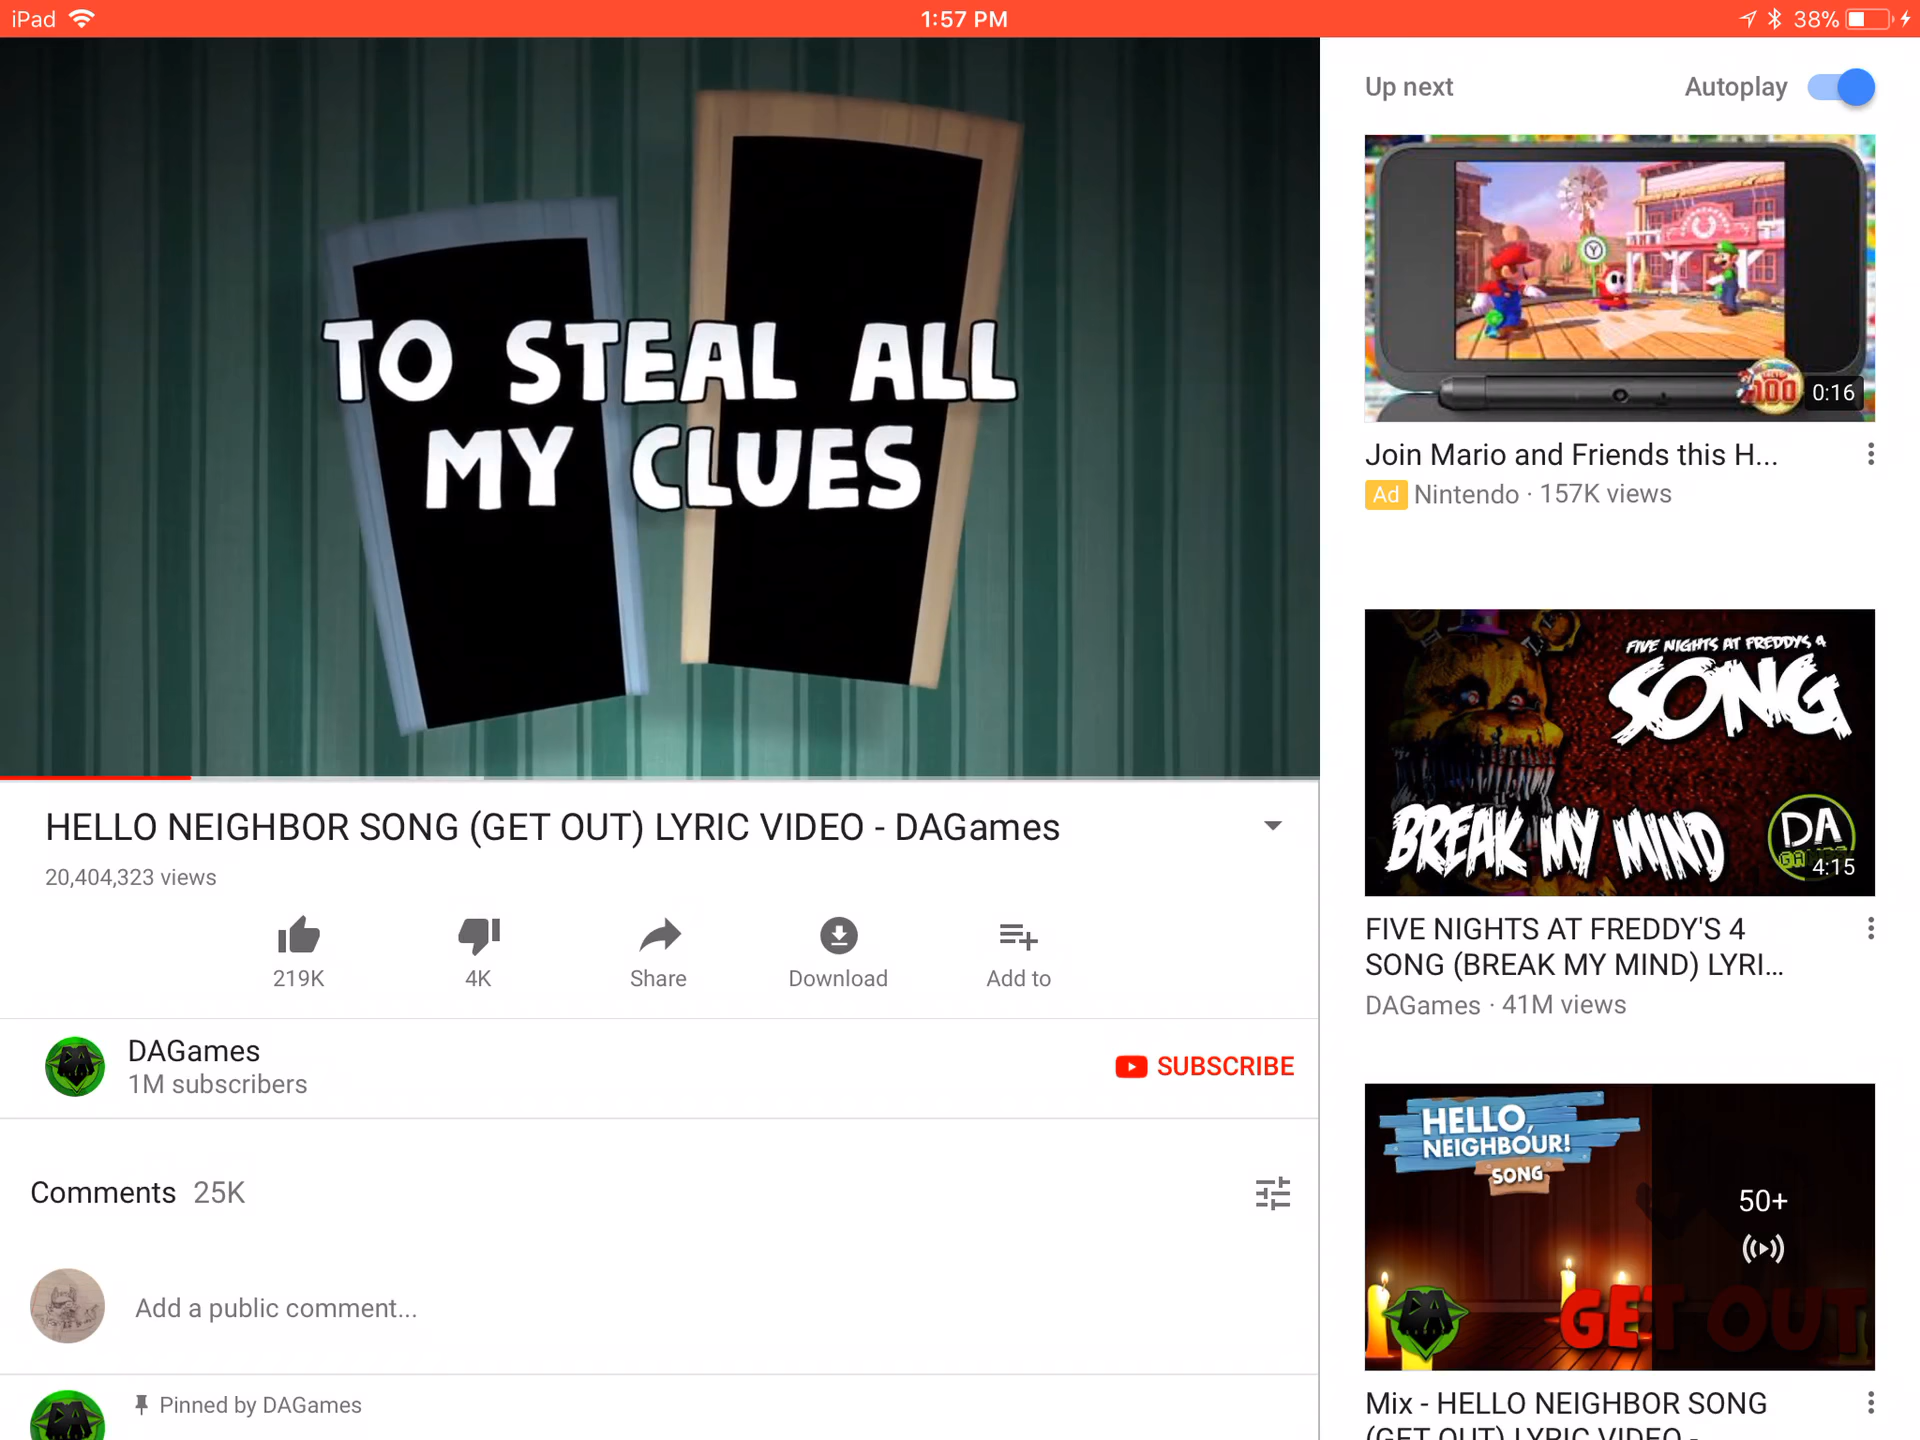 iPad
1:57 PM
38%
TO STEAL ALL
MY CLUES
HELLO NEIGHBOR SONG (GET OUT) LYRIC VIDEO - DAGames
20,404,323 views
219K
4K
Share
Download
Add to
DAGames
1M subscribers
SUBSCRIBE
Comments 25K
Add a public comment...
Pinned by DAGames
Up next
Autoplay
Y
100
0:16
Join Mario and Friends this H...
Ad Nintendo · 157K views
FIVE NIGHTS AT FREDDY'S 4
SONG
BREAK MY MIND
DA
GAMES
4:15
FIVE NIGHTS AT FREDDY'S 4
SONG (BREAK MY MIND) LYRI...
DAGames · 41M views
HELLO,
NEIGHBOUR!
SONG
50+
DA
GET OUT
Mix - HELLO NEIGHBOR SONG
(GET OUT) LYRIC VIDEO -